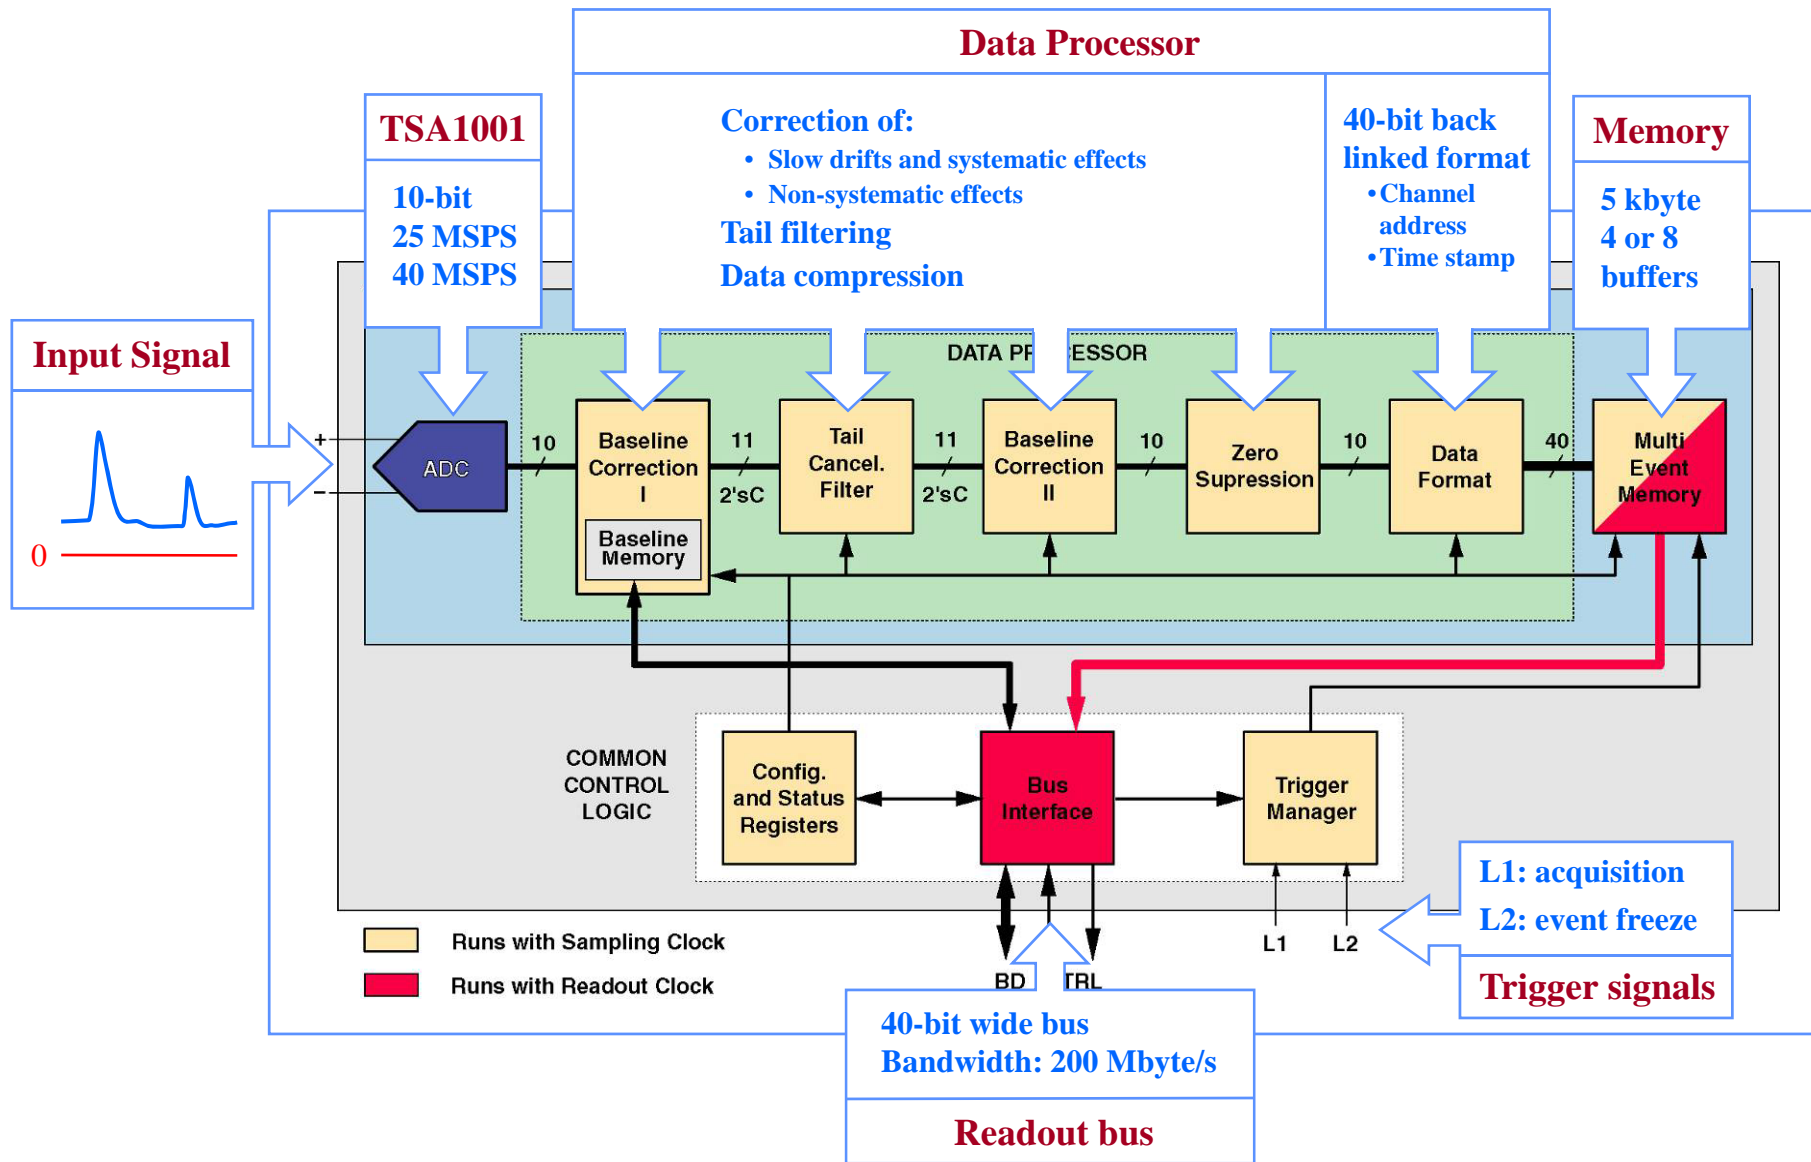 Data Processor
TSA1001
10-bit
25 MSPS
40 MSPS
Correction of:
• Slow drifts and systematic effects
• Non-systematic effects
Tail filtering
Data compression
40-bit back
linked format
•Channel
address
•Time stamp
Memory
5 kbyte
4 or 8
buffers
Input Signal
0
+
−
ADC
DATA PR
CESSOR
10
Baseline
Correction
I
Baseline
Memory
11
2'sC
Tail
Cancel.
Filter
11
2'sC
Baseline
Correction
II
10
Zero
Supression
10
Data
Format
40
Multi
Event
Memory
COMMON
CONTROL
LOGIC
Config.
and Status
Registers
Bus
Interface
Trigger
Manager
L1
L2
L1: acquisition
L2: event freeze
Trigger signals
Runs with Sampling Clock
Runs with Readout Clock
BD
TRL
40-bit wide bus
Bandwidth: 200 Mbyte/s
Readout bus